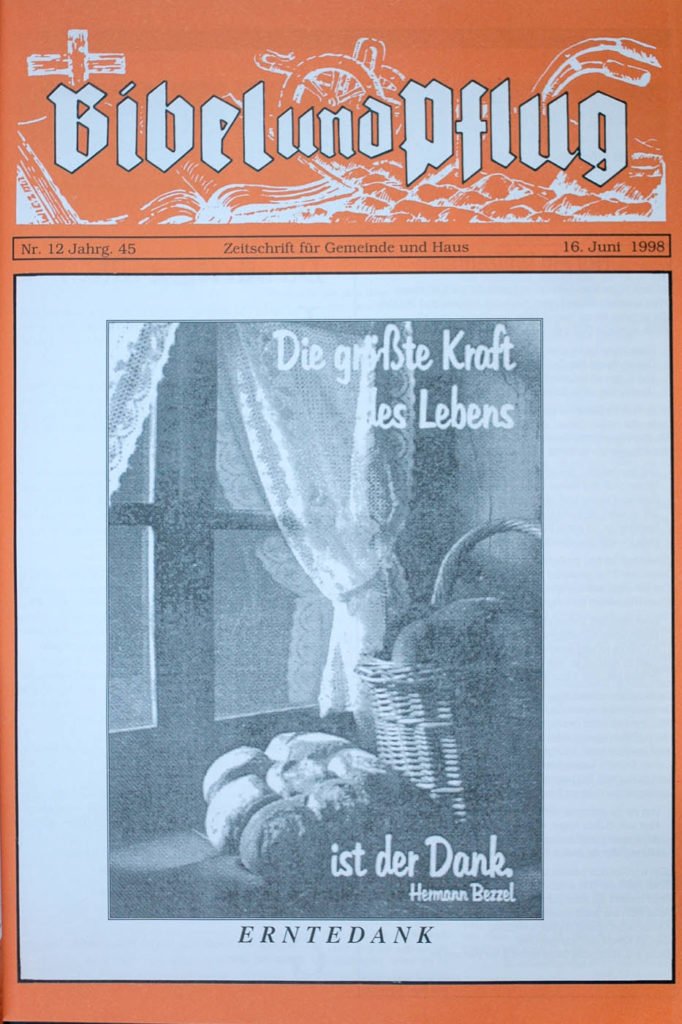 Bibel und Pflug
Nr. 12 Jahrg. 45 Zeitschrift für Gemeinde und Haus 16. Juni 1998
Die größte Kraft
des Lebens
ist der Dank.
Hermann Bezzel
ERNTEDANK